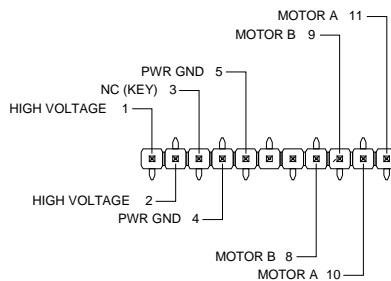 MOTOR A 11
MOTOR B 9
PWR GND 5
NC (KEY) 3
HIGH VOLTAGE 1
HIGH VOLTAGE 2
PWR GND 4
MOTOR B 8
MOTOR A 10